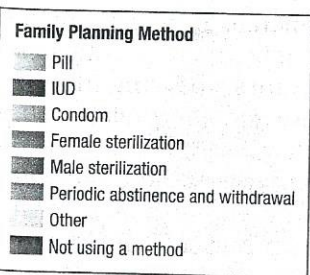 Family Planning Method
Pill
IUD
Condom
Female sterilization
Male sterilization
Periodic abstinence and withdrawal
Other
Not using a method